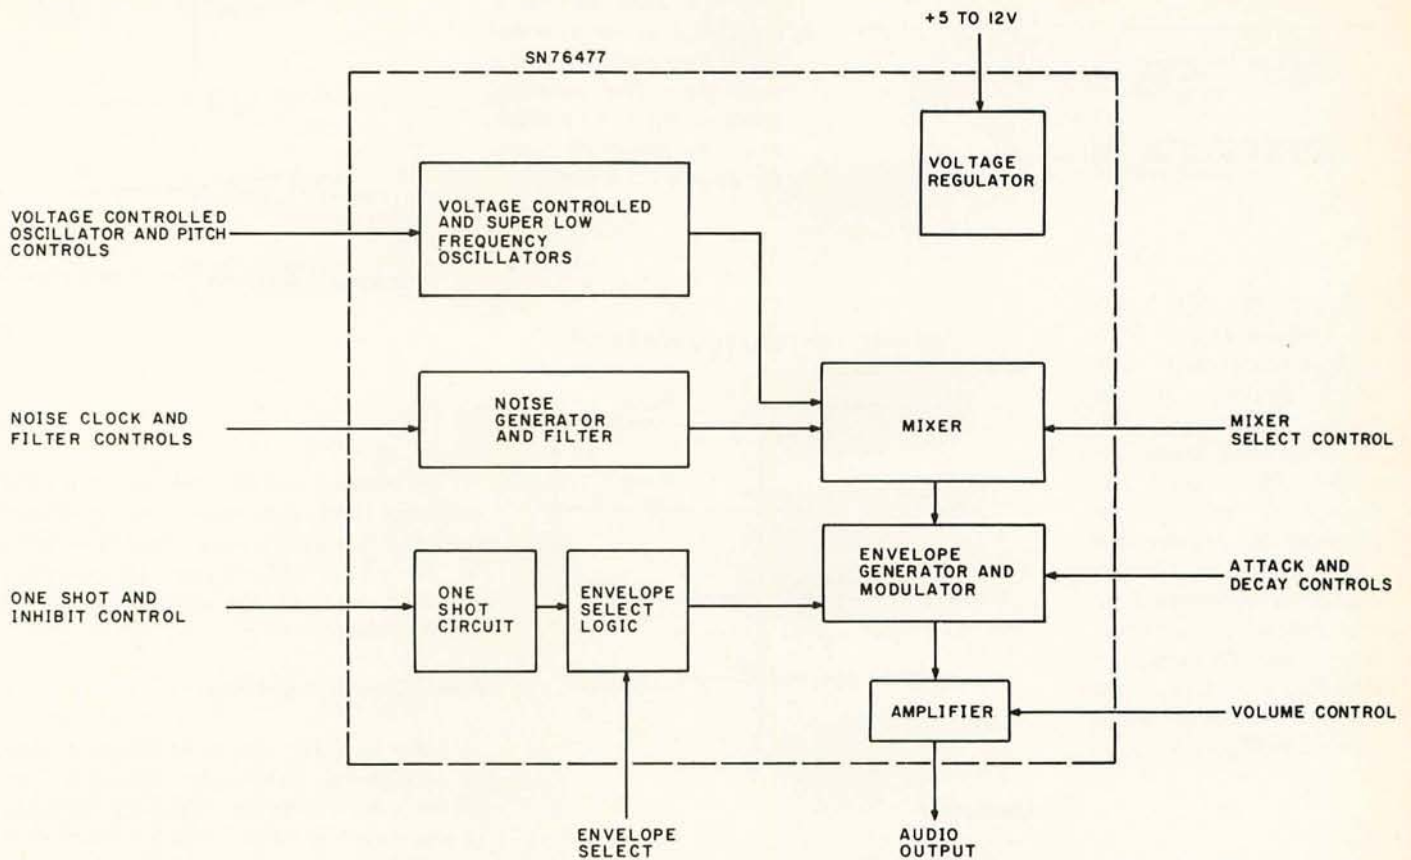 +5 TO 12V
SN76477
VOLTAGE
REGULATOR
VOLTAGE CONTROLLED
OSCILLATOR AND PITCH
CONTROLS
VOLTAGE CONTROLLED
AND SUPER LOW
FREQUENCY
OSCILLATORS
NOISE CLOCK AND
FILTER CONTROLS
NOISE
GENERATOR
AND FILTER
MIXER
MIXER
SELECT CONTROL
ONE SHOT AND
INHIBIT CONTROL
ONE
SHOT
CIRCUIT
ENVELOPE
SELECT
LOGIC
ENVELOPE
GENERATOR AND
MODULATOR
ATTACK AND
DECAY CONTROLS
AMPLIFIER
VOLUME CONTROL
ENVELOPE
SELECT
AUDIO
OUTPUT